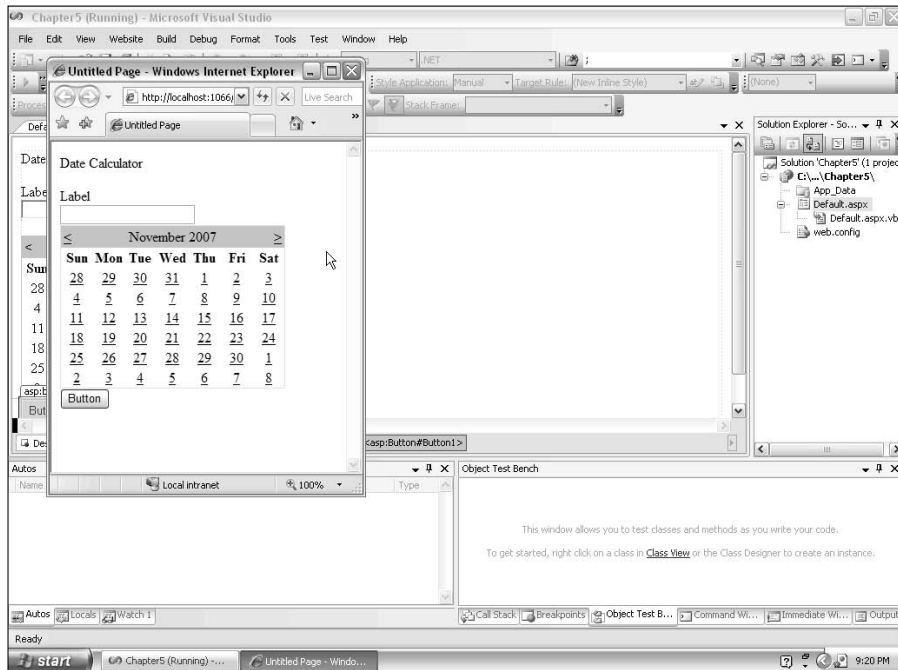 Chapter5 (Running) - Microsoft Visual Studio
File Edit View Website Build Debug Format Tools Test Window Help
.NET
Style Application: Manual Target Rule: (New Inline Style) (None)
Proces Stack Frame:
Defa
Date
Labe
<
Sun
28
4
11
18
25
asp:b
But
Des
<asp:Button#Button1>
Untitled Page - Windows Internet Explorer
http://localhost:1066/ Live Search
Untitled Page
Date Calculator
Label
< November 2007 >
Sun Mon Tue Wed Thu Fri Sat
28 29 30 31 1 2 3
4 5 6 7 8 9 10
11 12 13 14 15 16 17
18 19 20 21 22 23 24
25 26 27 28 29 30 1
2 3 4 5 6 7 8
Button
Local intranet 100%
Solution Explorer - So...
Solution 'Chapter5' (1 projec
C:\...\Chapter5\
App_Data
Default.aspx
Default.aspx.vb
web.config
Autos
Name Type
Object Test Bench
This window allows you to test classes and methods as you write your code.
To get started, right click on a class in Class View or the Class Designer to create an instance.
Autos Locals Watch 1
Call Stack Breakpoints Object Test B... Command Wi... Immediate Wi... Output
Ready
start Chapter5 (Running) -... Untitled Page - Windo... 9:20 PM